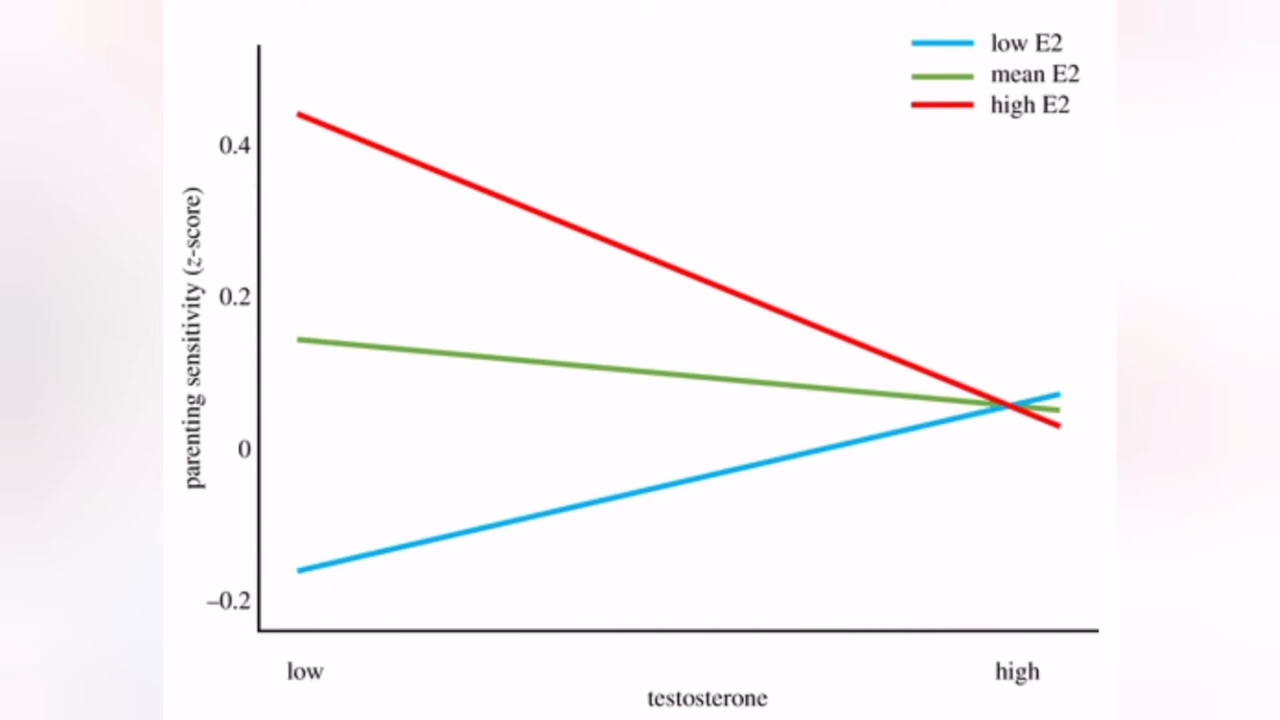 low E2
mean E2
high E2
parenting sensitivity (z-score)
0.4
0.2
0
–0.2
low
high
testosterone